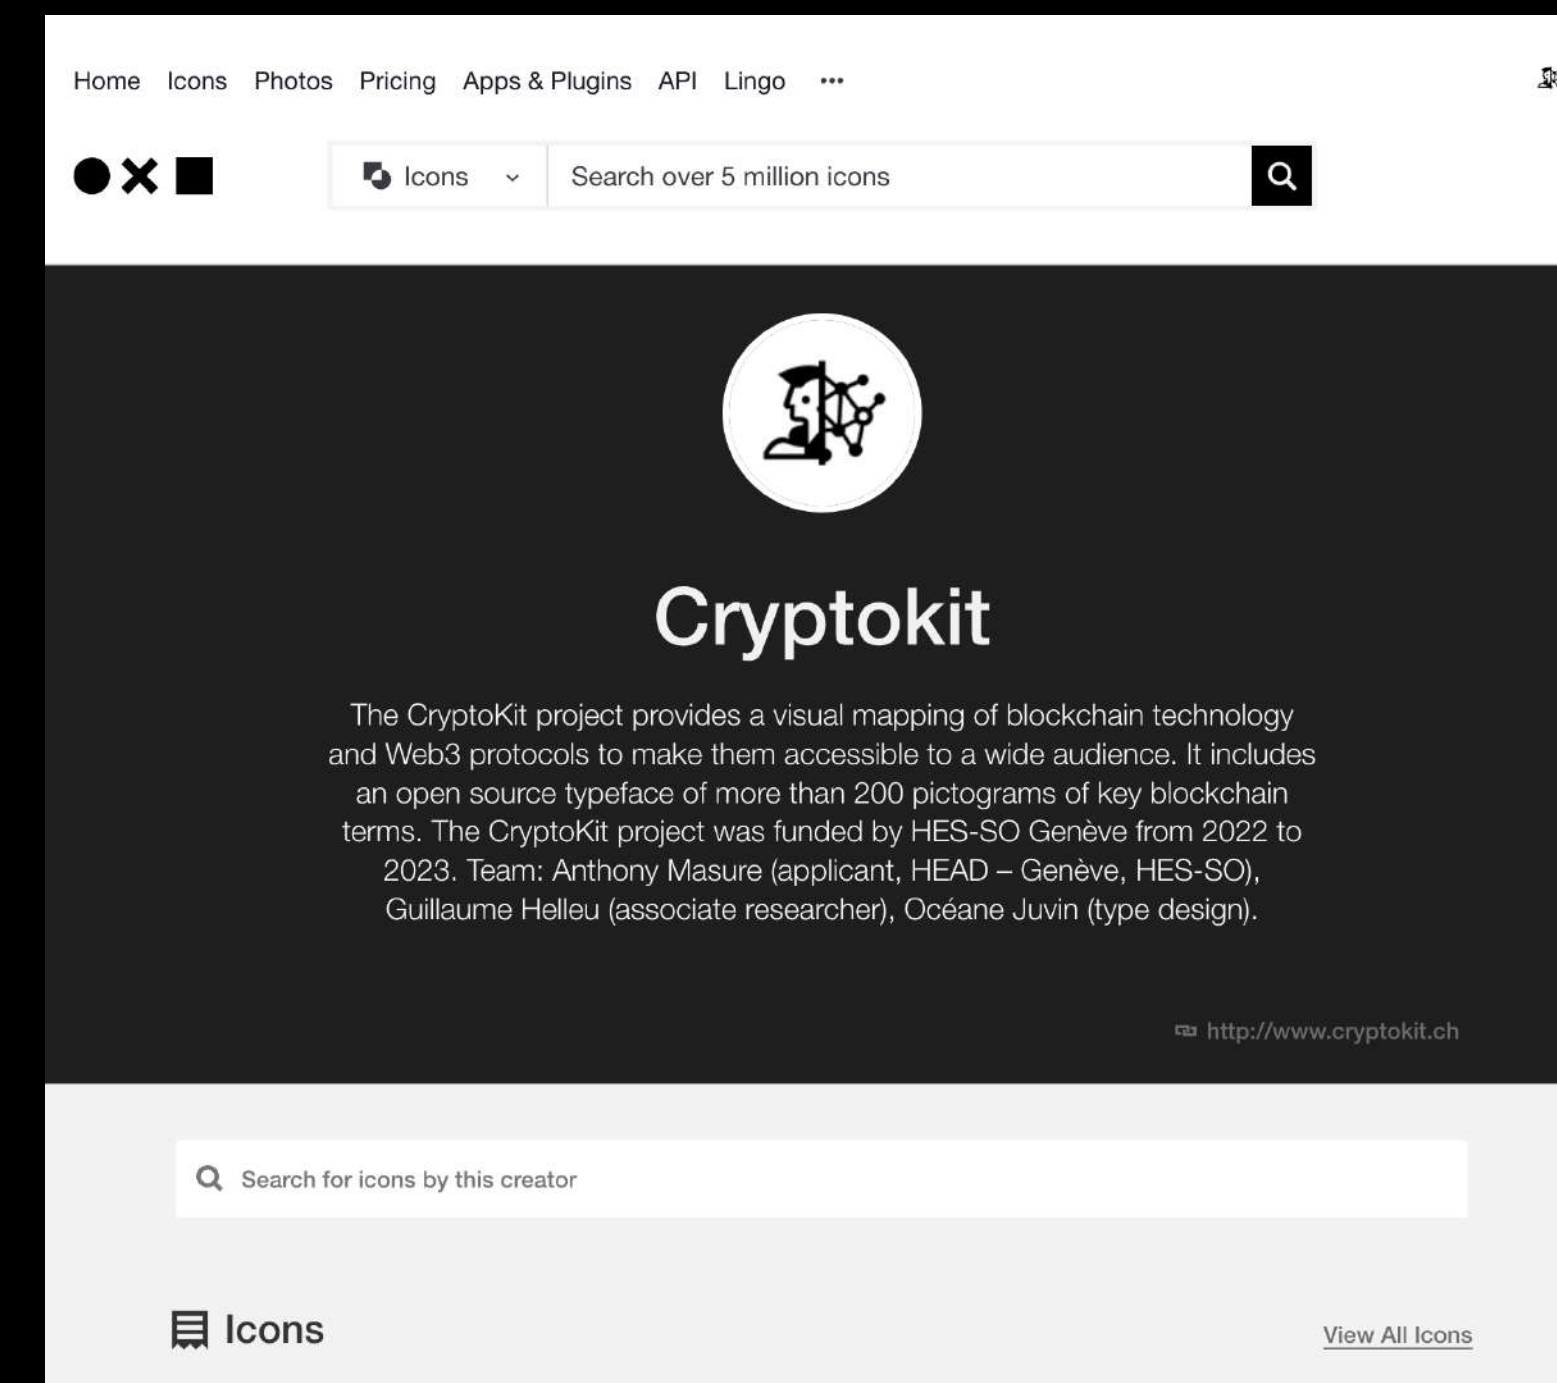 Home Icons Photos Pricing Apps & Plugins API Lingo •••
Icons Search over 5 million icons
Cryptokit
The CryptoKit project provides a visual mapping of blockchain technology
and Web3 protocols to make them accessible to a wide audience. It includes
an open source typeface of more than 200 pictograms of key blockchain
terms. The CryptoKit project was funded by HES-SO Genève from 2022 to
2023. Team: Anthony Masure (applicant, HEAD – Genève, HES-SO),
Guillaume Helleu (associate researcher), Océane Juvin (type design).
http://www.cryptokit.ch
Search for icons by this creator
Icons View All Icons